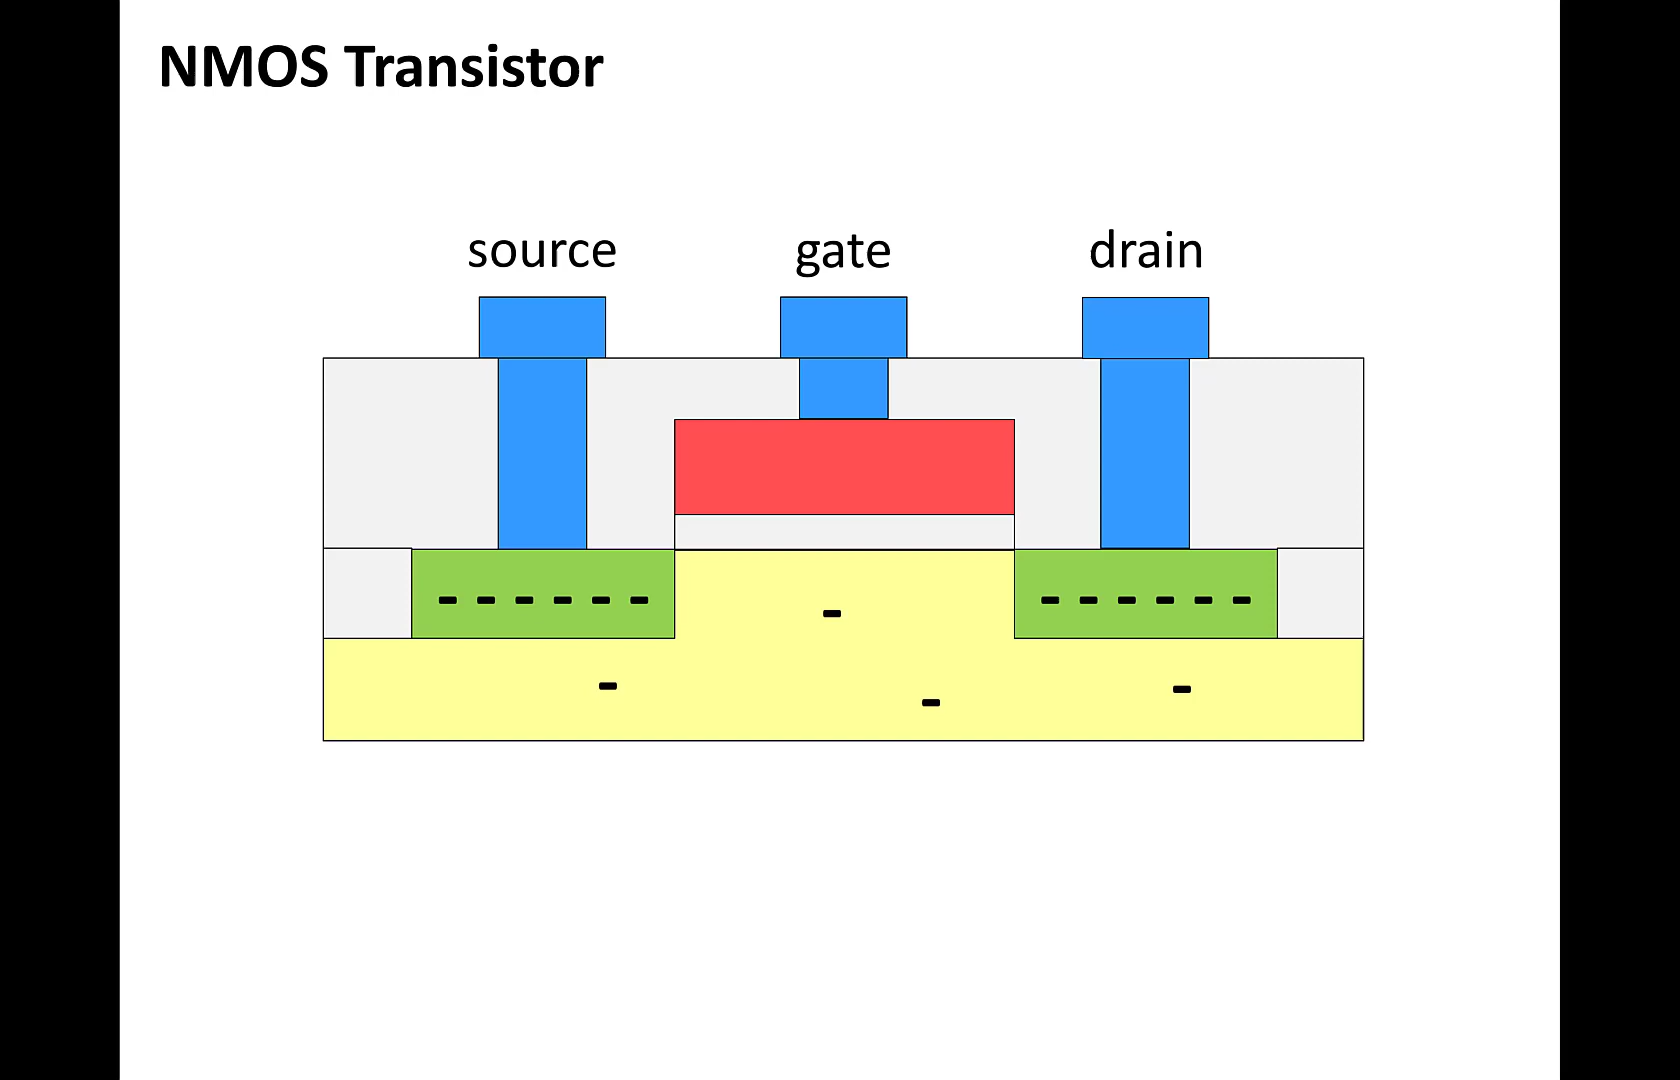 NMOS Transistor
source gate drain
- - - - - - - - - - - -
-
- -
-